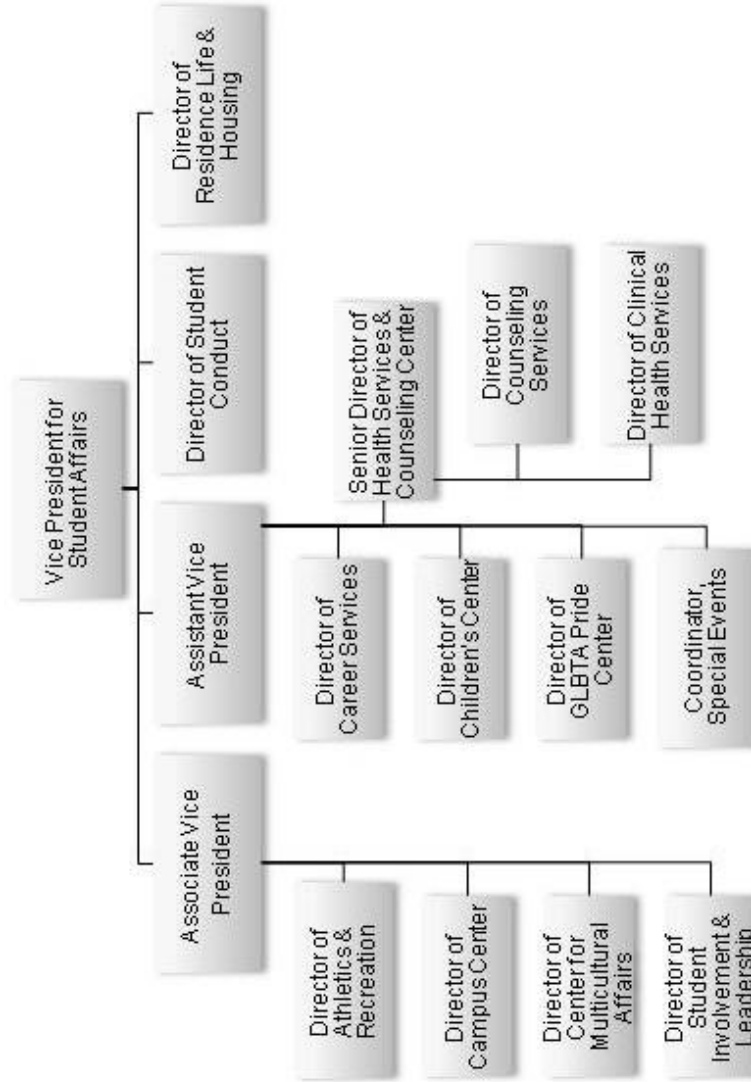 Vice President for
Student Affairs
Associate Vice
President
Assistant Vice
President
Director of Student
Conduct
Director of
Residence Life &
Housing
Director of
Athletics &
Recreation
Director of
Campus Center
Director of
Center for
Multicultural
Affairs
Director of
Student
Involvement &
Leadership
Director of
Career Services
Director of
Children's Center
Director of
GLBTA Pride
Center
Coordinator,
Special Events
Senior Director of
Health Services &
Counseling Center
Director of
Counseling
Services
Director of Clinical
Health Services